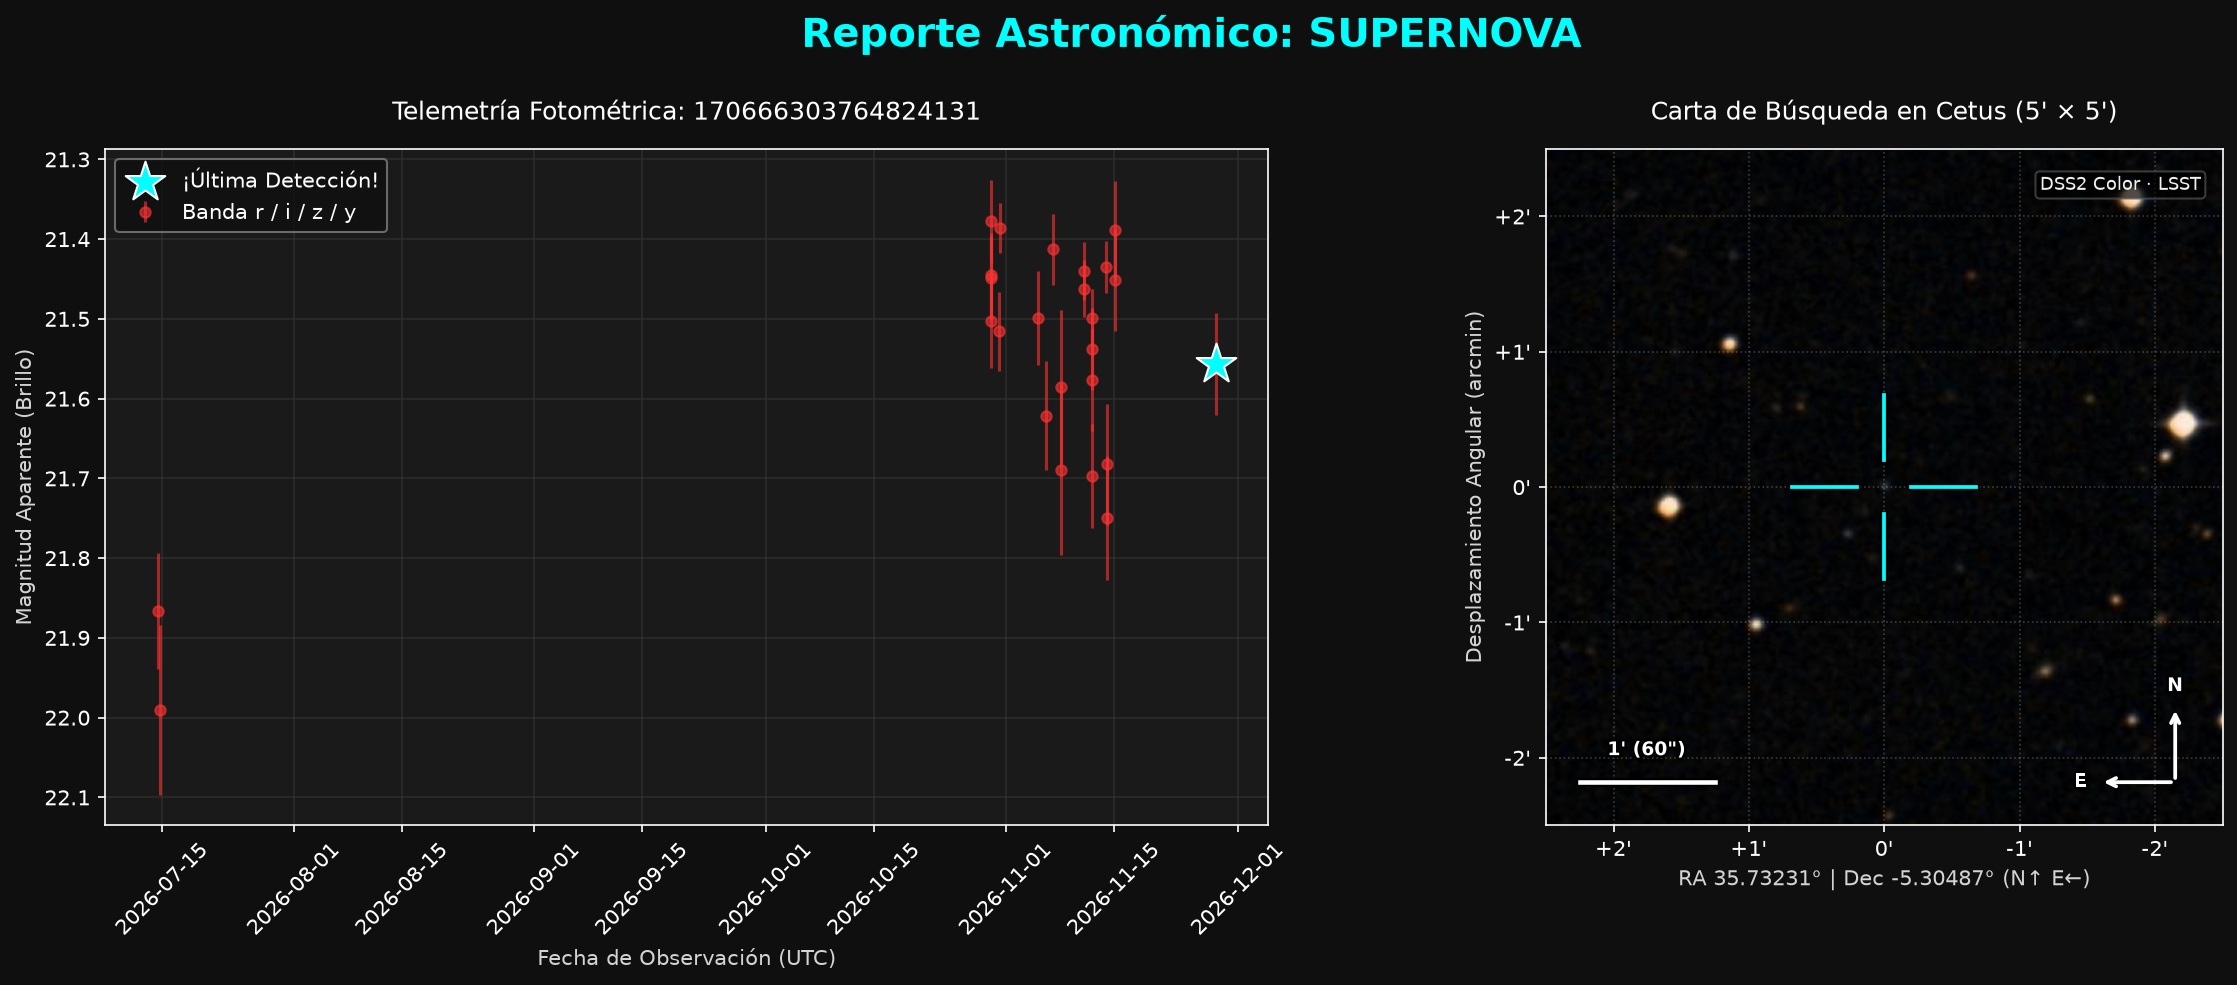 Reporte Astronómico: SUPERNOVA
Telemetría Fotométrica: 170666303764824131
¡Última Detección!
Banda r / i / z / y
Magnitud Aparente (Brillo)
21.3
21.4
21.5
21.6
21.7
21.8
21.9
22.0
22.1
2026-07-15
2026-08-01
2026-08-15
2026-09-01
2026-09-15
2026-10-01
2026-10-15
2026-11-01
2026-11-15
2026-12-01
Fecha de Observación (UTC)
Carta de Búsqueda en Cetus (5' × 5')
DSS2 Color · LSST
Desplazamiento Angular (arcmin)
+2'
+1'
0'
-1'
-2'
N
E
1' (60")
+2'
+1'
0'
-1'
-2'
RA 35.73231° | Dec -5.30487° (N↑ E←)